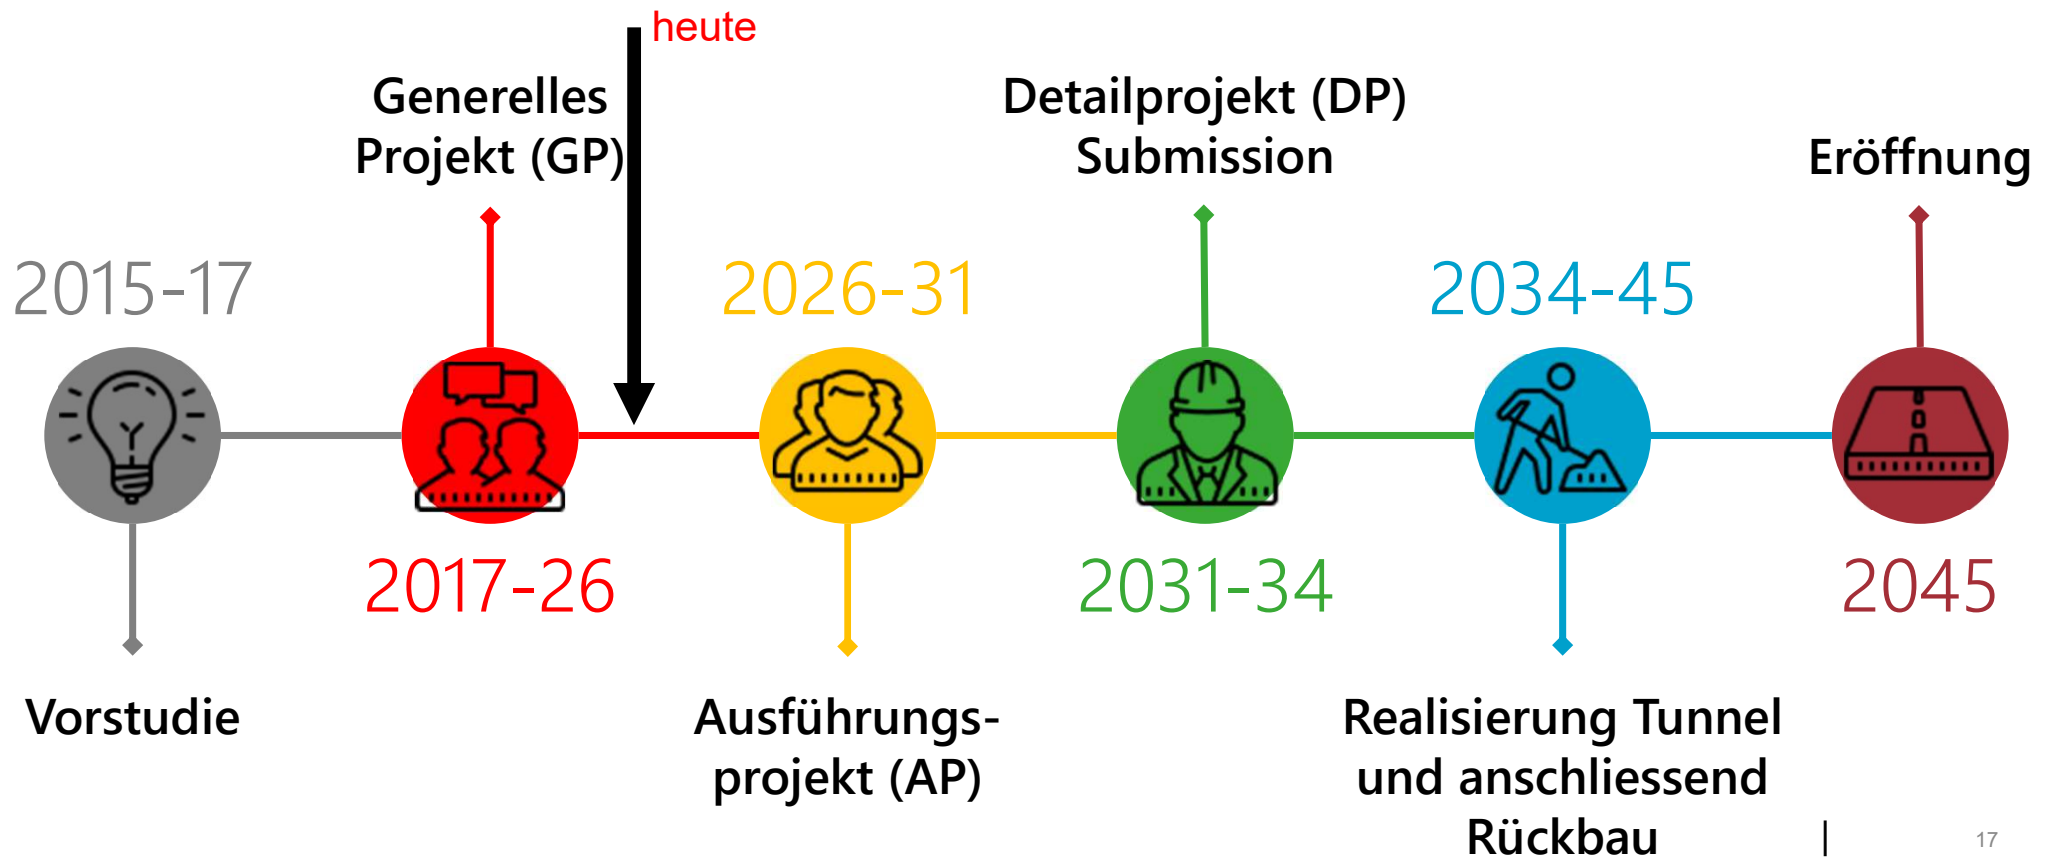 heute
Generelles
Projekt (GP)
Detailprojekt (DP)
Submission
Eröffnung
2015-17
2026-31
2034-45
2017-26
2031-34
2045
Vorstudie
Ausführungs-
projekt (AP)
Realisierung Tunnel
und anschliessend
Rückbau
|
17